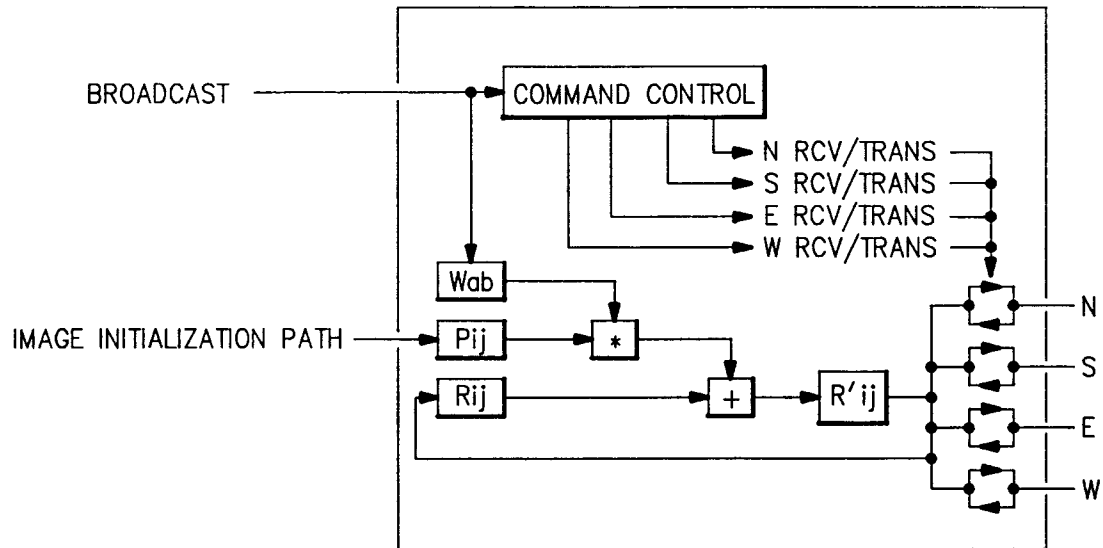 BROADCAST
COMMAND CONTROL
N RCV/TRANS
S RCV/TRANS
E RCV/TRANS
W RCV/TRANS
Wab
IMAGE INITIALIZATION PATH
Pij
*
Rij
+
R'ij
N
S
E
W